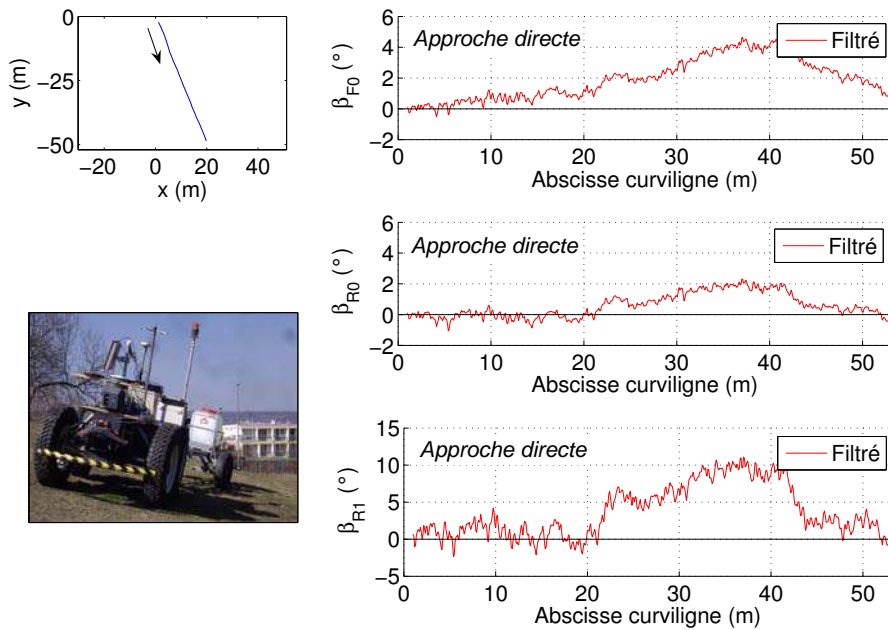 0
−25
−50
y (m)
−20
0
20
40
x (m)
6
4
2
0
−2
β_F0 (°)
Approche directe
Filtré
0
10
20
30
40
50
Abscisse curviligne (m)
6
4
2
0
−2
β_R0 (°)
Approche directe
Filtré
0
10
20
30
40
50
Abscisse curviligne (m)
15
10
5
0
−5
β_R1 (°)
Approche directe
Filtré
0
10
20
30
40
50
Abscisse curviligne (m)